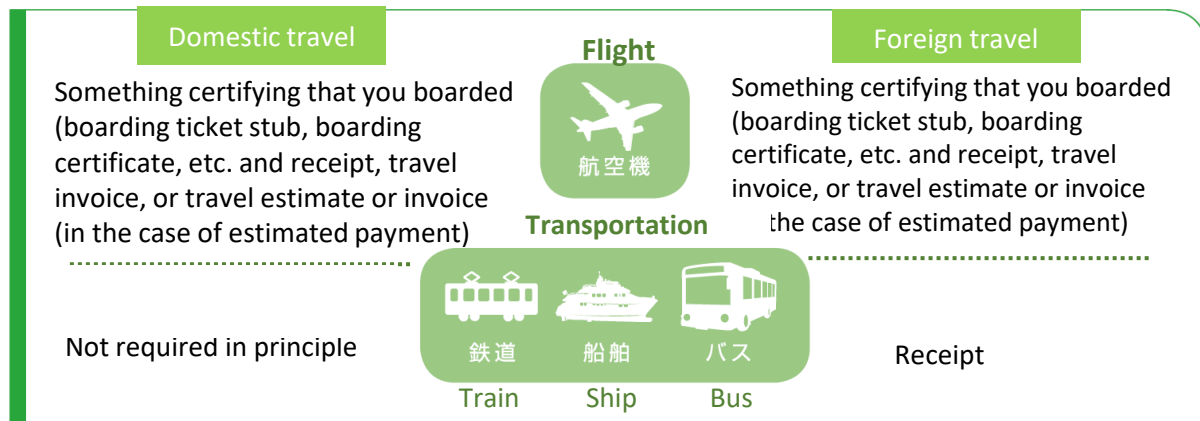 Domestic travel
Something certifying that you boarded
(boarding ticket stub, boarding
certificate, etc. and receipt, travel
invoice, or travel estimate or invoice
(in the case of estimated payment)
Not required in principle
Flight
航空機
Transportation
鉄道 船舶 バス
Train Ship Bus
Foreign travel
Something certifying that you boarded
(boarding ticket stub, boarding
certificate, etc. and receipt, travel
invoice, or travel estimate or invoice
the case of estimated payment)
Receipt